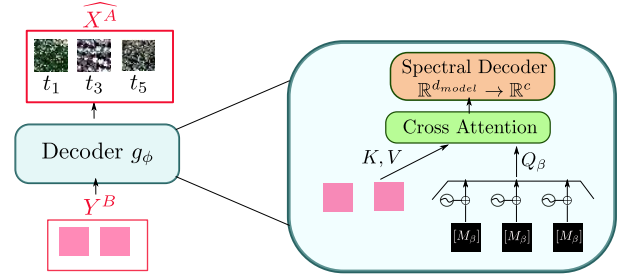 $\widehat{X^A}$
$t_1$ $t_3$ $t_5$
Decoder $g_\phi$
$Y^B$
Spectral Decoder
$\mathbb{R}^{d_{model}} \rightarrow \mathbb{R}^c$
Cross Attention
$K, V$
$Q_\beta$
$[M_\beta]$ $[M_\beta]$ $[M_\beta]$